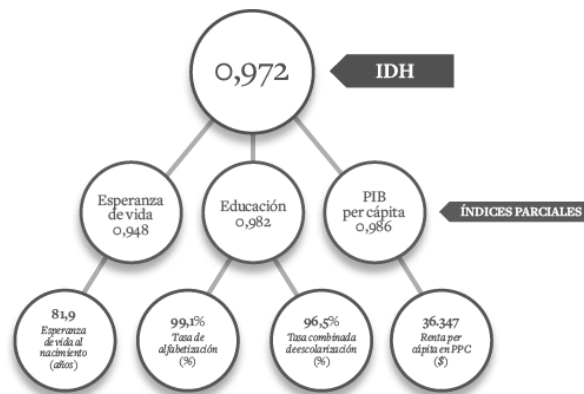 0,972
IDH
Esperanza
de vida
0,948
Educación
0,982
PIB
per cápita
0,986
ÍNDICES PARCIALES
81,9
Esperanza
de vida al
nacimiento
(años)
99,1%
Tasa de
alfabetización
(%)
96,5%
Tasa combinada
deescolarización
(%)
36.347
Renta per
cápita en PPC
($)